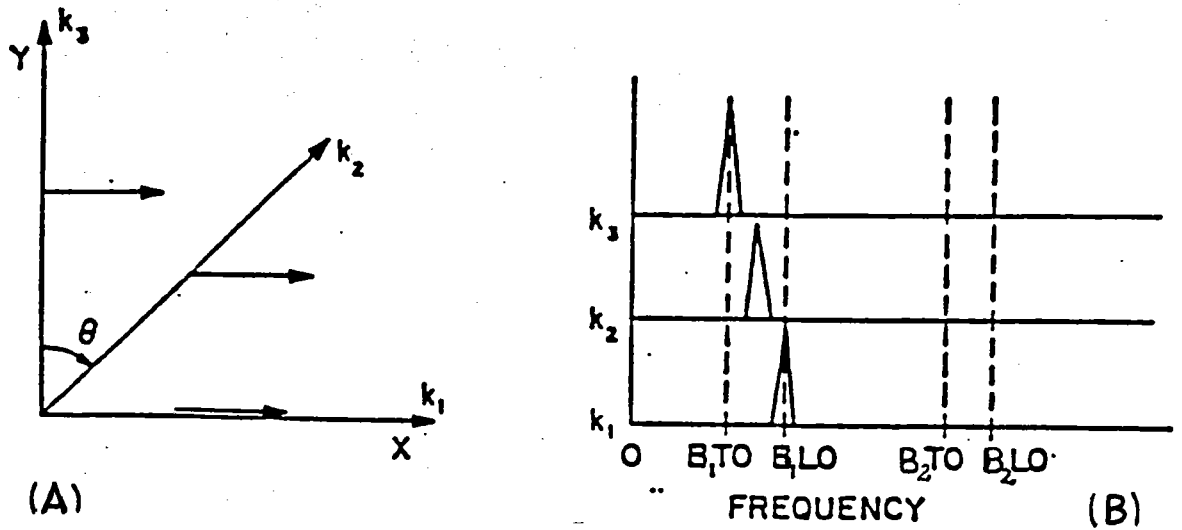 k₃
Y
k₂
θ
k₁
X
(A)
k₃
k₂
k₁
O B₁TO B₁LO B₂TO B₂LO
FREQUENCY
(B)